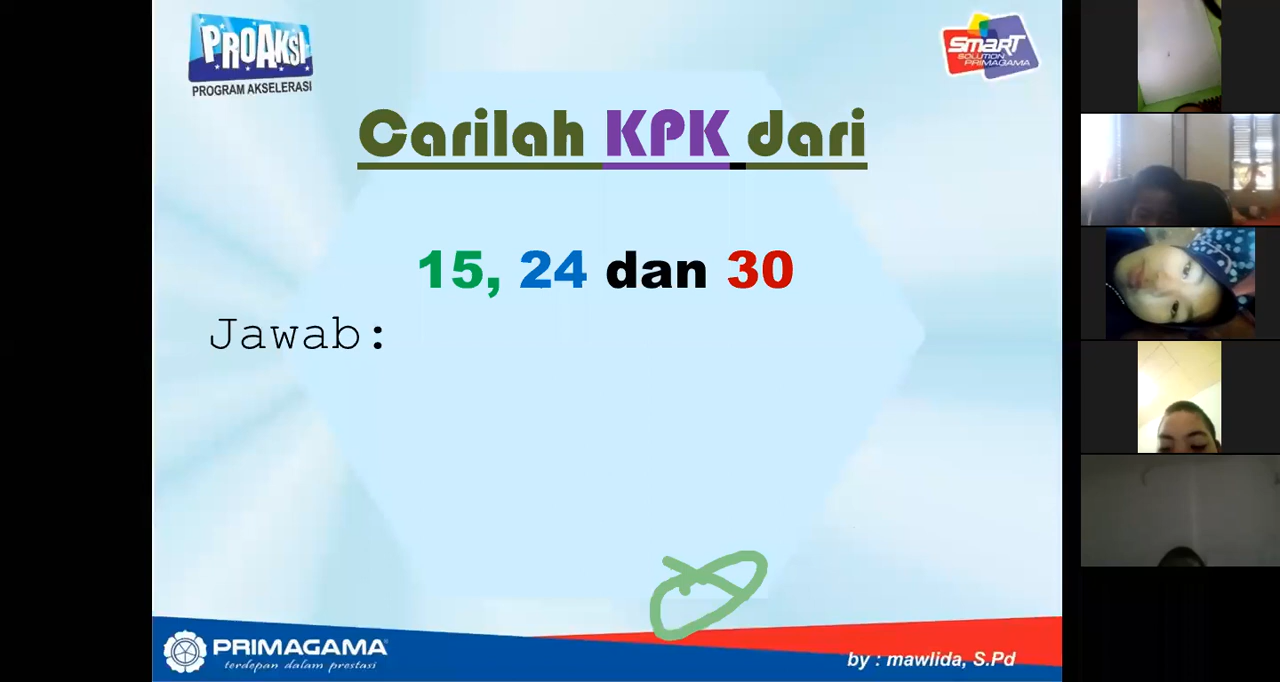 PROAKSI
PROGRAM AKSELERASI
SMART
SOLUTION
PRIMAGAMA
Carilah KPK dari
15, 24 dan 30
Jawab:
PRIMAGAMA
terdepan dalam prestasi
by : mawlida, S.Pd